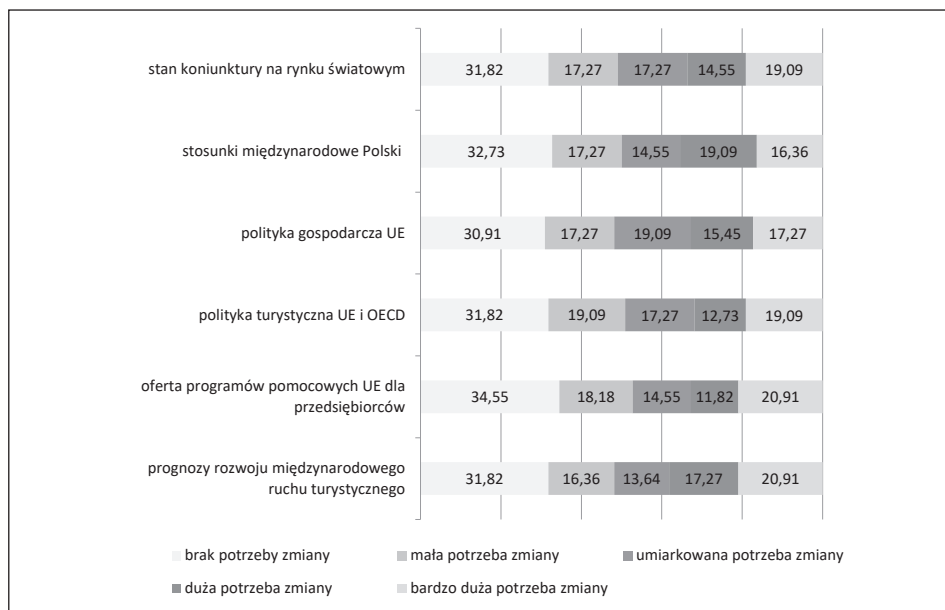 stan koniunktury na rynku światowym
31,82 17,27 17,27 14,55 19,09
stosunki międzynarodowe Polski
32,73 17,27 14,55 19,09 16,36
polityka gospodarcza UE
30,91 17,27 19,09 15,45 17,27
polityka turystyczna UE i OECD
31,82 19,09 17,27 12,73 19,09
oferta programów pomocowych UE dla
przedsiębiorców
34,55 18,18 14,55 11,82 20,91
prognozy rozwoju międzynarodowego
ruchu turystycznego
31,82 16,36 13,64 17,27 20,91
brak potrzeby zmiany mała potrzeba zmiany umiarkowana potrzeba zmiany
duża potrzeba zmiany bardzo duża potrzeba zmiany